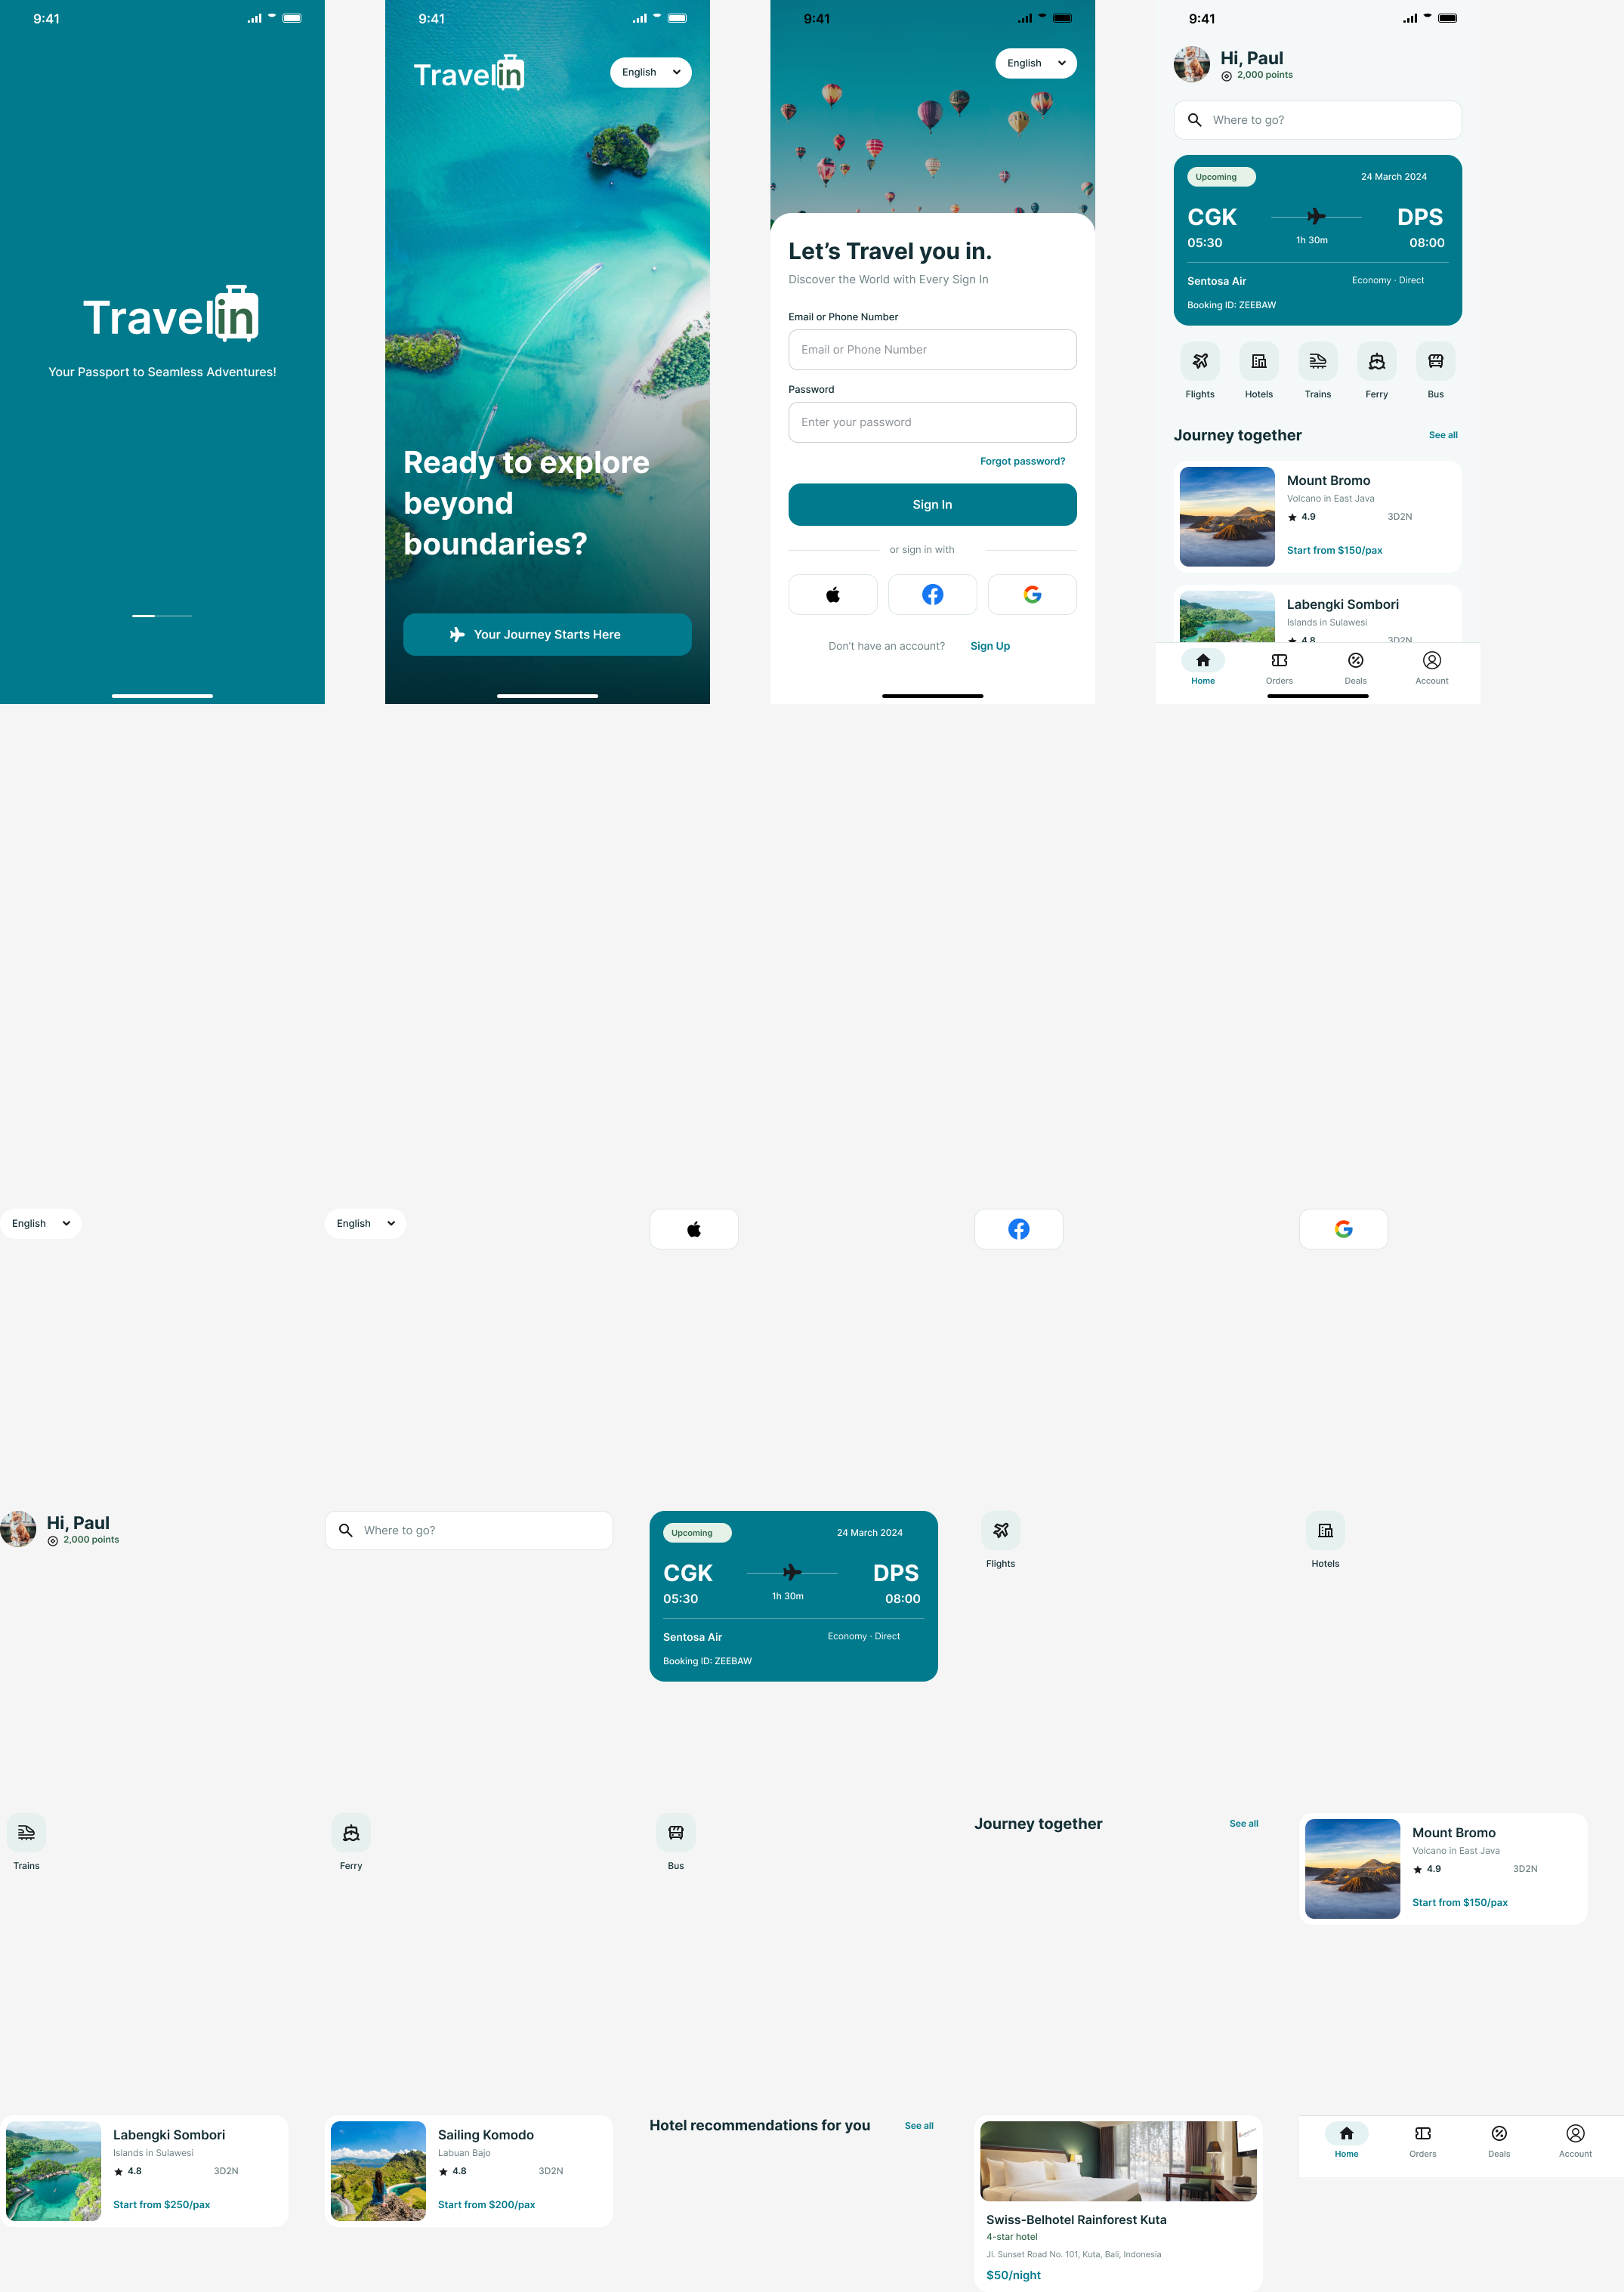 9:41
Travelin
Your Passport to Seamless Adventures!
9:41
Travelin
English
Ready to explore
beyond
boundaries?
Your Journey Starts Here
9:41
English
Let's Travel you in.
Discover the World with Every Sign In
Email or Phone Number
Email or Phone Number
Password
Enter your password
Forgot password?
Sign In
or sign in with
Don't have an account? Sign Up
9:41
Hi, Paul
2,000 points
Where to go?
Upcoming 24 March 2024
CGK DPS
05:30 1h 30m 08:00
Sentosa Air Economy · Direct
Booking ID: ZEEBAW
Flights Hotels Trains Ferry Bus
Journey together See all
Mount Bromo
Volcano in East Java
4.9 3D2N
Start from $150/pax
Labengki Sombori
Islands in Sulawesi
4.8 3D2N
Home Orders Deals Account
English
English
Hi, Paul
2,000 points
Where to go?
Upcoming 24 March 2024
CGK DPS
05:30 1h 30m 08:00
Sentosa Air Economy · Direct
Booking ID: ZEEBAW
Flights
Hotels
Trains
Ferry
Bus
Journey together See all
Mount Bromo
Volcano in East Java
4.9 3D2N
Start from $150/pax
Labengki Sombori
Islands in Sulawesi
4.8 3D2N
Start from $250/pax
Sailing Komodo
Labuan Bajo
4.8 3D2N
Start from $200/pax
Hotel recommendations for you See all
Swiss-Belhotel Rainforest Kuta
4-star hotel
Jl. Sunset Road No. 101, Kuta, Bali, Indonesia
$50/night
Home Orders Deals Account